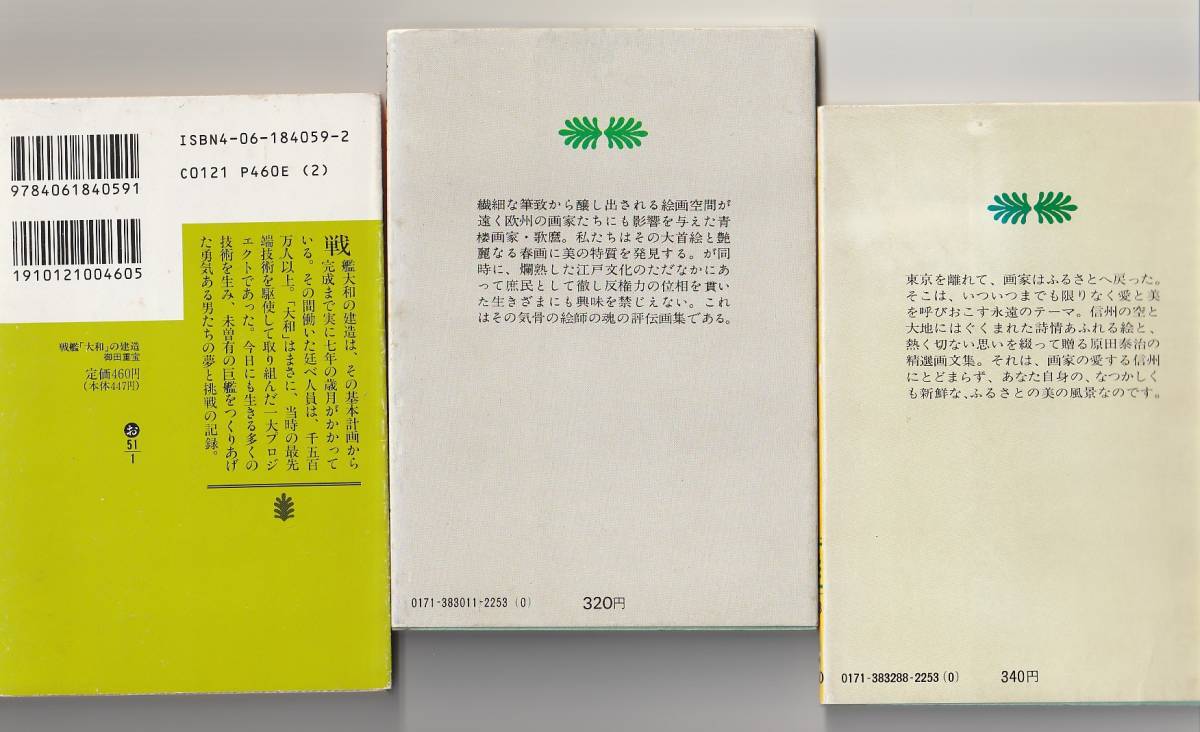 ISBN4-06-184059-2
C0121 P460E (2)
9784061840591
1910121004605
戦艦大和の建造は、その基本計画から
完成まで実に七年の歳月がかかって
いる。その間働いた延べ人員は、千五百
万人以上。「大和」はまさに、当時の最先
端技術を駆使して取り組んだ一大プロジ
ェクトであった。今日にも生きる多くの
技術を生み、未曾有の巨艦をつくりあげ
た勇気ある男たちの夢と挑戦の記録。
戦艦「大和」の建造
御田重宝
定価460円
(本体447円)
お
51
1
繊細な筆致から醸し出される絵画空間が
遠く欧州の画家たちにも影響を与えた青
楼画家・歌麿。私たちはその大首絵と艶
麗なる春画に美の特質を発見する。が同
時に、爛熟した江戸文化のただなかにあ
って庶民として徹し反権力の位相を貫い
た生きざまにも興味を禁じえない。これ
はその気骨の絵師の魂の評伝画集である。
0171-383011-2253(0)
320円
東京を離れて、画家はふるさとへ戻った。
そこは、いついつまでも限りなく愛と美
を呼びおこす永遠のテーマ。信州の空と
大地にはぐくまれた詩情あふれる絵と、
熱く切ない思いを綴って贈る原田泰治の
精選画文集。それは、画家の愛する信州
にとどまらず、あなた自身の、なつかしく
も新鮮な、ふるさとの美の風景なのです。
0171-383288-2253(0)
340円